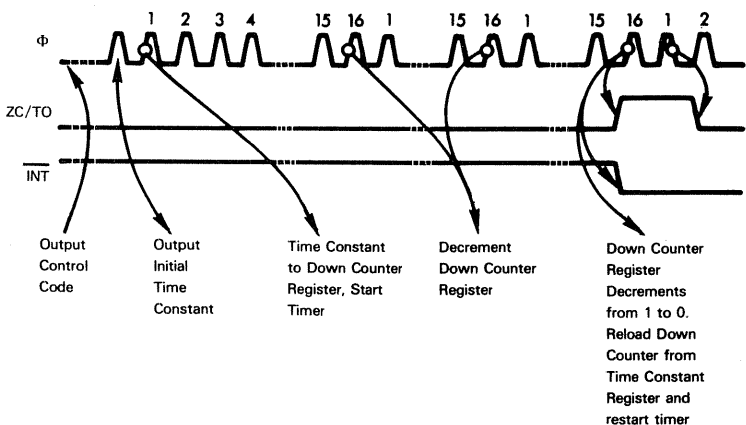 1 2 3 4 15 16 1 15 16 1 15 16 1 2
Φ
ZC/TO
INT
Output
Control
Code
Output
Initial
Time
Constant
Time Constant
to Down Counter
Register, Start
Timer
Decrement
Down Counter
Register
Down Counter
Register
Decrements
from 1 to 0.
Reload Down
Counter from
Time Constant
Register and
restart timer